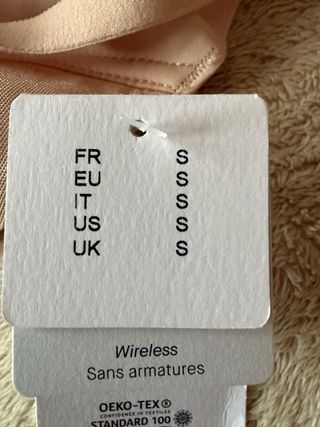 FR S
EU S
IT S
US S
UK S
Wireless
Sans armatures
OEKO-TEX®
CONFIDENCE IN TEXTILES
STANDARD 100